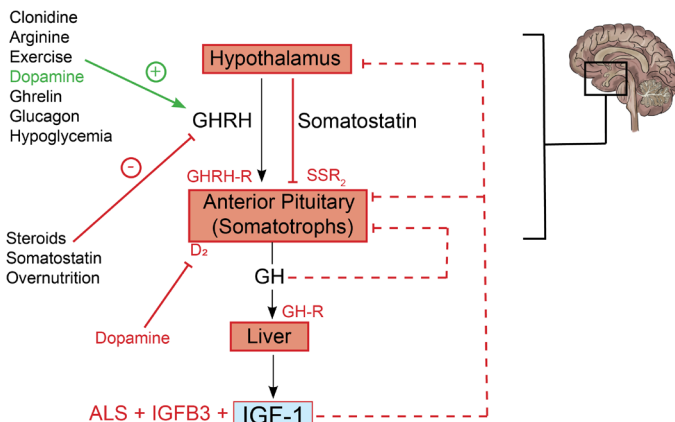 Clonidine
Arginine
Exercise
Dopamine
Ghrelin
Glucagon
Hypoglycemia
+
Hypothalamus
GHRH
Somatostatin
-
GHRH-R
SSR2
Anterior Pituitary
(Somatotrophs)
D2
Steroids
Somatostatin
Overnutrition
GH
GH-R
Dopamine
Liver
ALS + IGFB3 + IGF-1